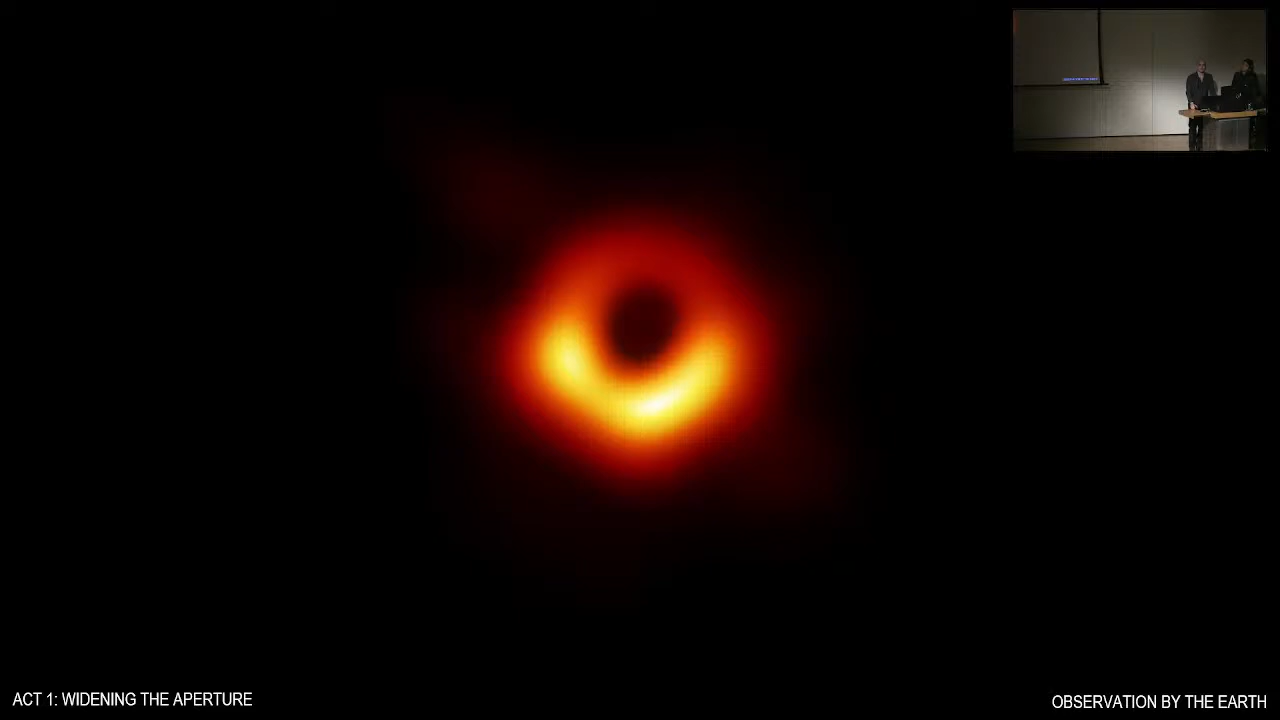 ACT 1: WIDENING THE APERTURE
OBSERVATION BY THE EARTH